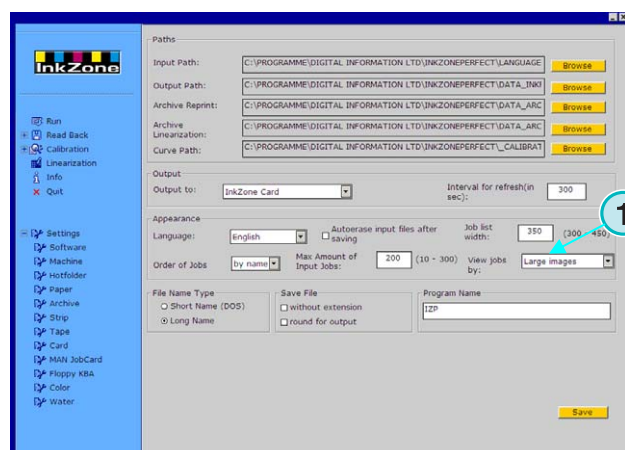 InkZone
Run
Read Back
Calibration
Linearization
Info
Quit
Settings
Software
Machine
Hotfolder
Paper
Archive
Strip
Tape
Card
MAN JobCard
Floppy KBA
Color
Water
Paths
Input Path: C:\PROGRAMME\DIGITAL INFORMATION LTD\INKZONEPERFECT\LANGUAGE Browse
Output Path: C:\PROGRAMME\DIGITAL INFORMATION LTD\INKZONEPERFECT\DATA_INK Browse
Archive Reprint: C:\PROGRAMME\DIGITAL INFORMATION LTD\INKZONEPERFECT\DATA_ARC Browse
Archive
Linearization: C:\PROGRAMME\DIGITAL INFORMATION LTD\INKZONEPERFECT\DATA_ARC Browse
Curve Path: C:\PROGRAMME\DIGITAL INFORMATION LTD\INKZONEPERFECT\_CALIBRAT Browse
Output
Output to: InkZone Card Interval for refresh(in
sec): 300
Appearance
Language: English Autoerase input files after
saving Job list
width: 350 (300 - 450)
1
Order of Jobs by name Max Amount of
Input Jobs: 200 (10 - 300) View jobs
by: Large images
File Name Type
Short Name (DOS)
Long Name
Save File
without extension
round for output
Program Name
IZP
Save